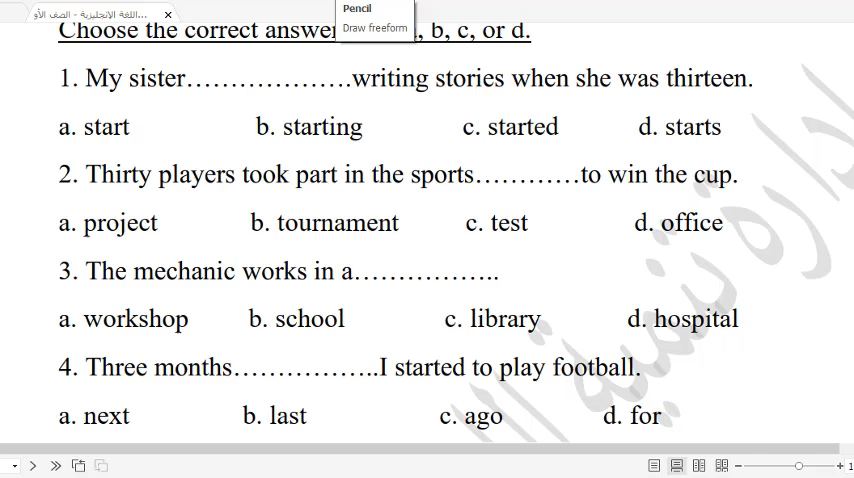 اللغة الإنجليزية - الصف الأو...
Pencil
Draw freeform
Choose the correct answer , b, c, or d.
1. My sister………………….writing stories when she was thirteen.
a. start b. starting c. started d. starts
2. Thirty players took part in the sports…………to win the cup.
a. project b. tournament c. test d. office
3. The mechanic works in a……………..
a. workshop b. school c. library d. hospital
4. Three months……………..I started to play football.
a. next b. last c. ago d. for
1